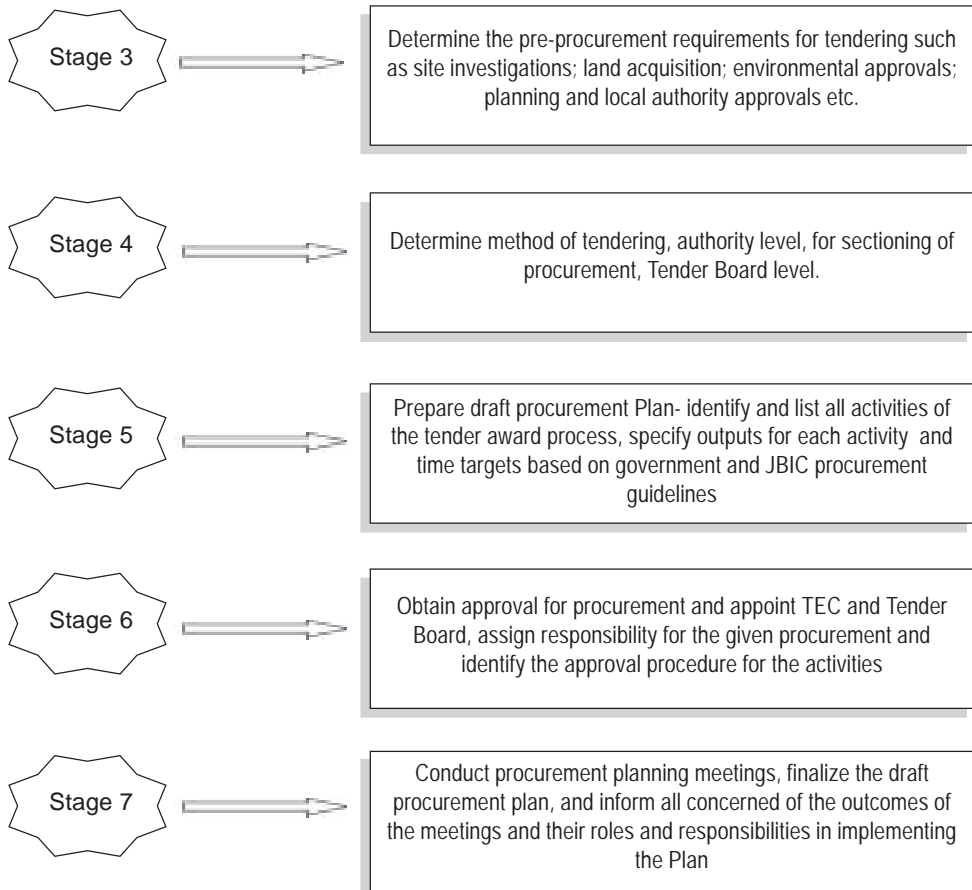 Stage 3
Determine the pre-procurement requirements for tendering such
as site investigations; land acquisition; environmental approvals;
planning and local authority approvals etc.
Stage 4
Determine method of tendering, authority level, for sectioning of
procurement, Tender Board level.
Stage 5
Prepare draft procurement Plan- identify and list all activities of
the tender award process, specify outputs for each activity and
time targets based on government and JBIC procurement
guidelines
Stage 6
Obtain approval for procurement and appoint TEC and Tender
Board, assign responsibility for the given procurement and
identify the approval procedure for the activities
Stage 7
Conduct procurement planning meetings, finalize the draft
procurement plan, and inform all concerned of the outcomes of
the meetings and their roles and responsibilities in implementing
the Plan